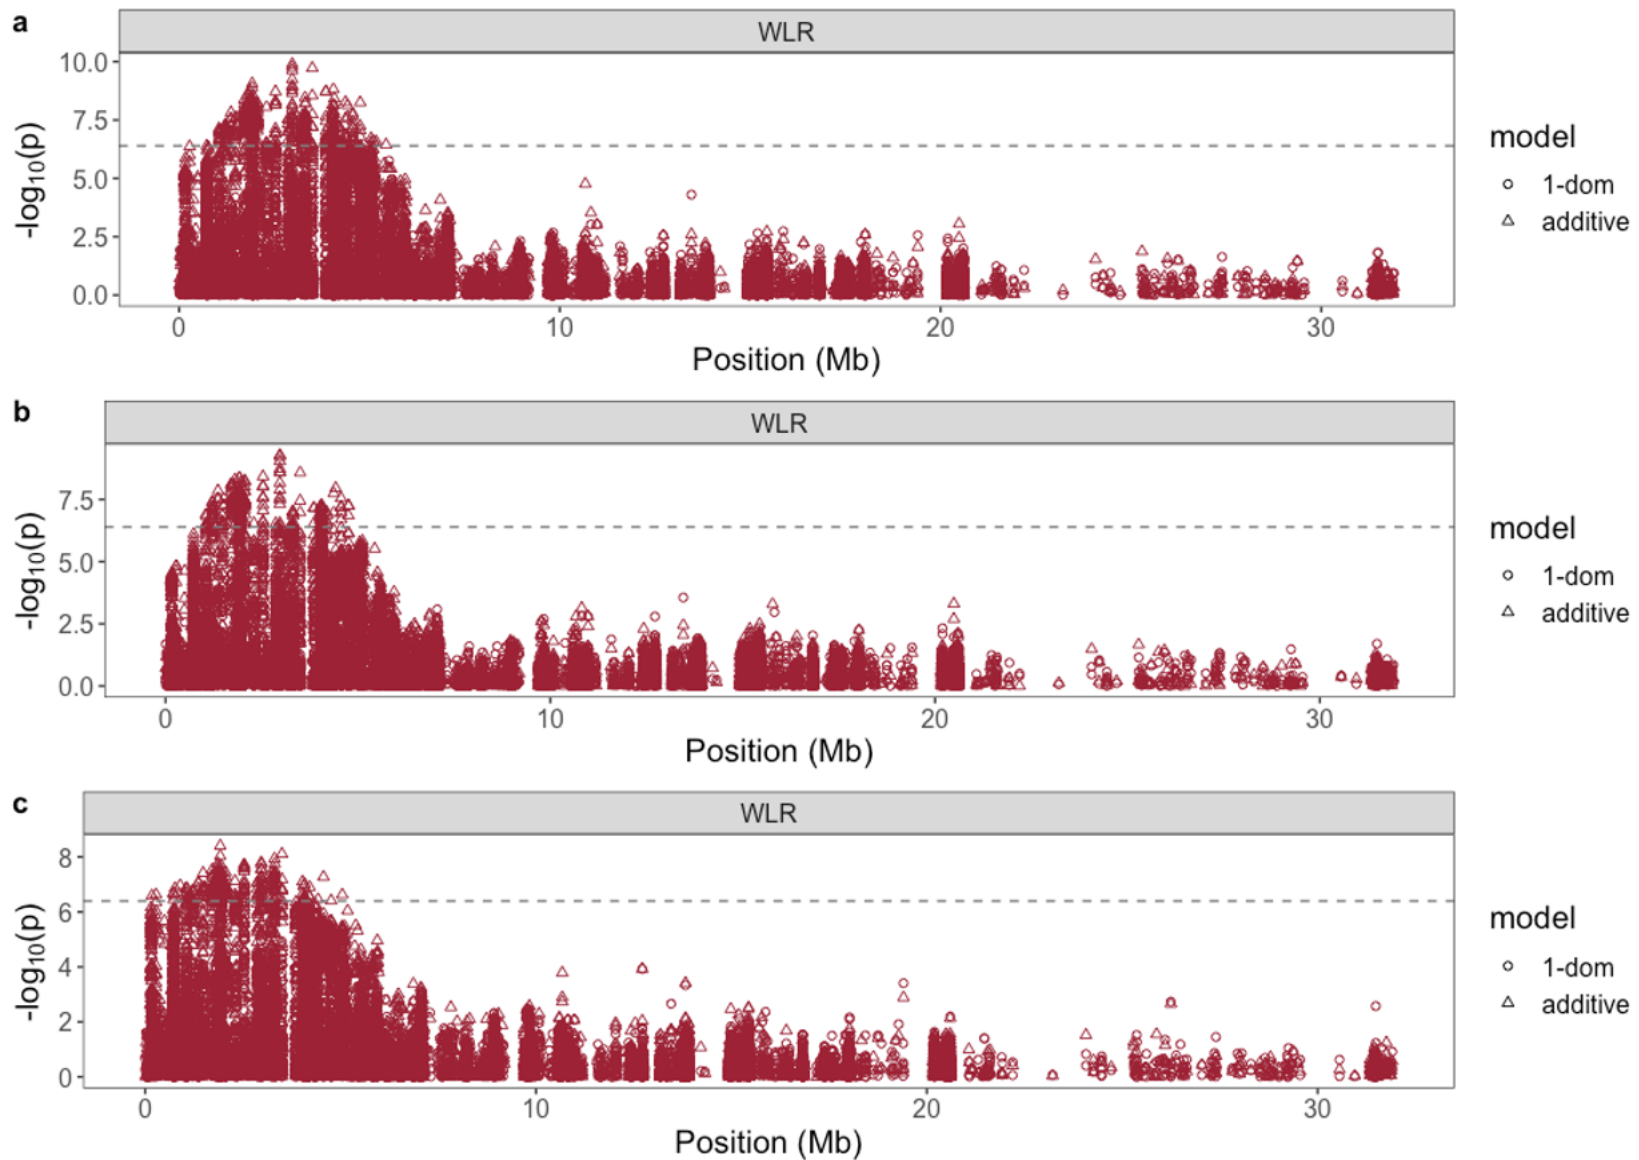 a
WLR
10.0
7.5
5.0
2.5
0.0
-log10(p)
0 10 20 30
Position (Mb)
model
1-dom
additive
b
WLR
7.5
5.0
2.5
0.0
-log10(p)
0 10 20 30
Position (Mb)
model
1-dom
additive
c
WLR
8
6
4
2
0
-log10(p)
0 10 20 30
Position (Mb)
model
1-dom
additive